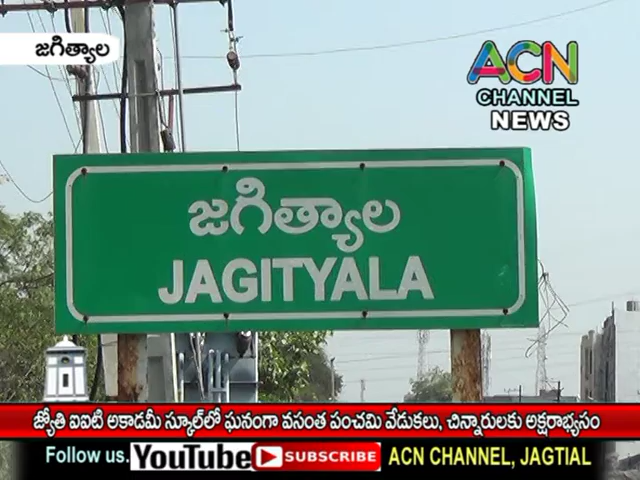 జగిత్యాల
ACN
CHANNEL
NEWS
జగిత్యాల
JAGITYALA
జ్యోతి ఐఐటి అకాడమీ స్కూల్‌లో ఘనంగా వసంత పంచమి వేడుకలు, చిన్నారులకు అక్షరాభ్యసం
Follow us. YouTube SUBSCRIBE ACN CHANNEL, JAGTIAL